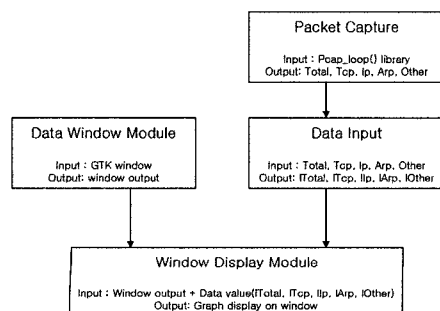 Packet Capture
Input : Pcap_loop() library
Output: Total, Tcp, Ip, Arp, Other
Data Window Module
Input : GTK window
Output: window output
Data Input
Input : Total, Tcp, Ip, Arp, Other
Output: lTotal, lTcp, lIp, lArp, lOther
Window Display Module
Input : Window output + Data value(lTotal, lTcp, lIp, lArp, lOther)
Output: Graph display on window